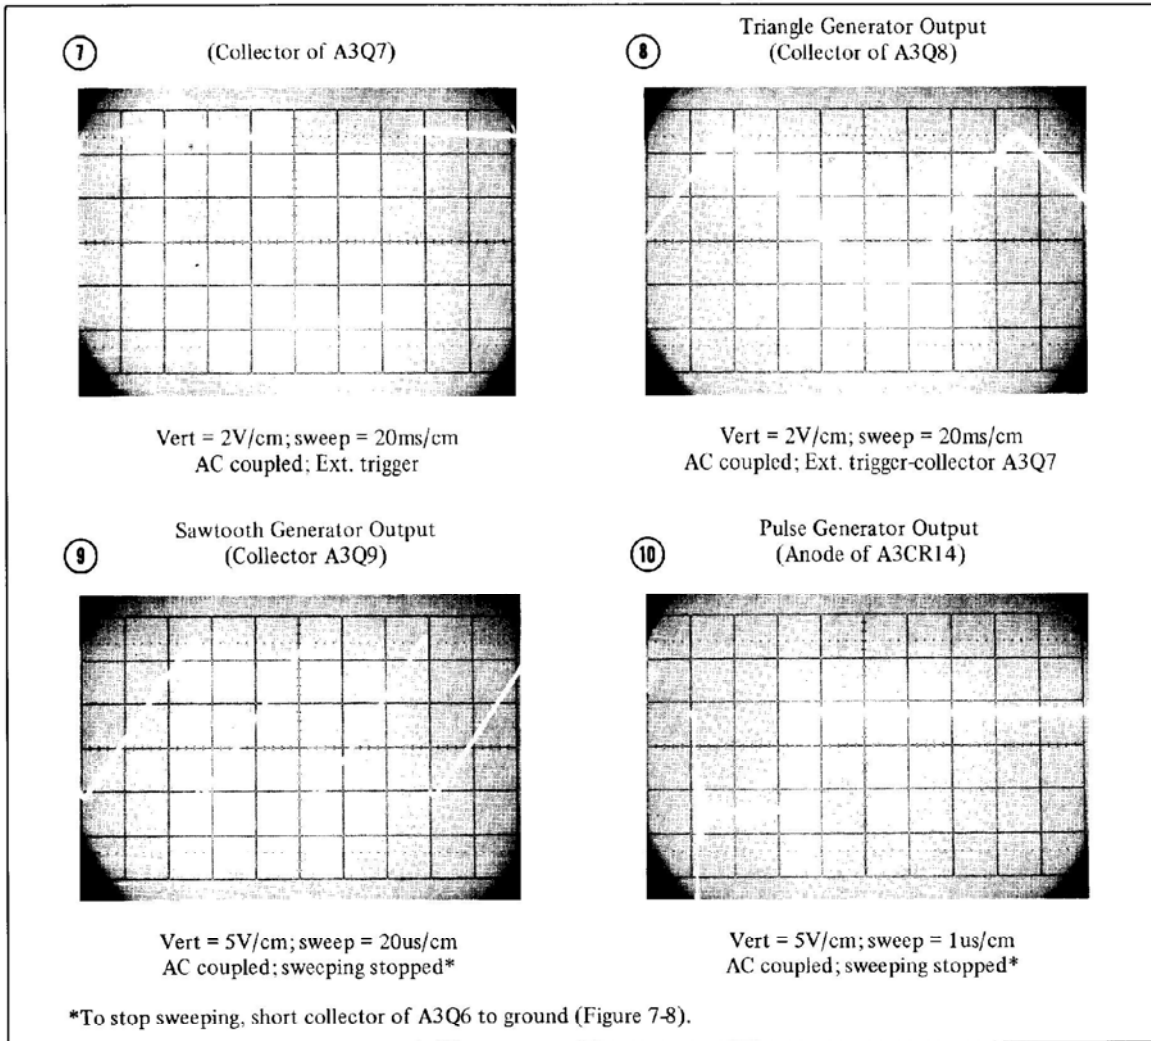 7
(Collector of A3Q7)
Vert = 2V/cm; sweep = 20ms/cm
AC coupled; Ext. trigger
8
Triangle Generator Output
(Collector of A3Q8)
Vert = 2V/cm; sweep = 20ms/cm
AC coupled; Ext. trigger-collector A3Q7
9
Sawtooth Generator Output
(Collector A3Q9)
Vert = 5V/cm; sweep = 20us/cm
AC coupled; sweeping stopped*
10
Pulse Generator Output
(Anode of A3CR14)
Vert = 5V/cm; sweep = 1us/cm
AC coupled; sweeping stopped*
*To stop sweeping, short collector of A3Q6 to ground (Figure 7-8).